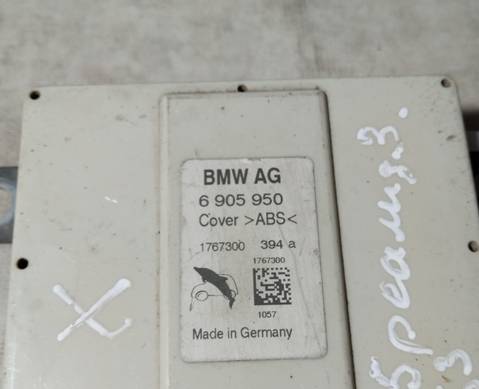 BMW AG
6 905 950
Cover >ABS<
1767300 394 a
1767300
1057
Made in Germany